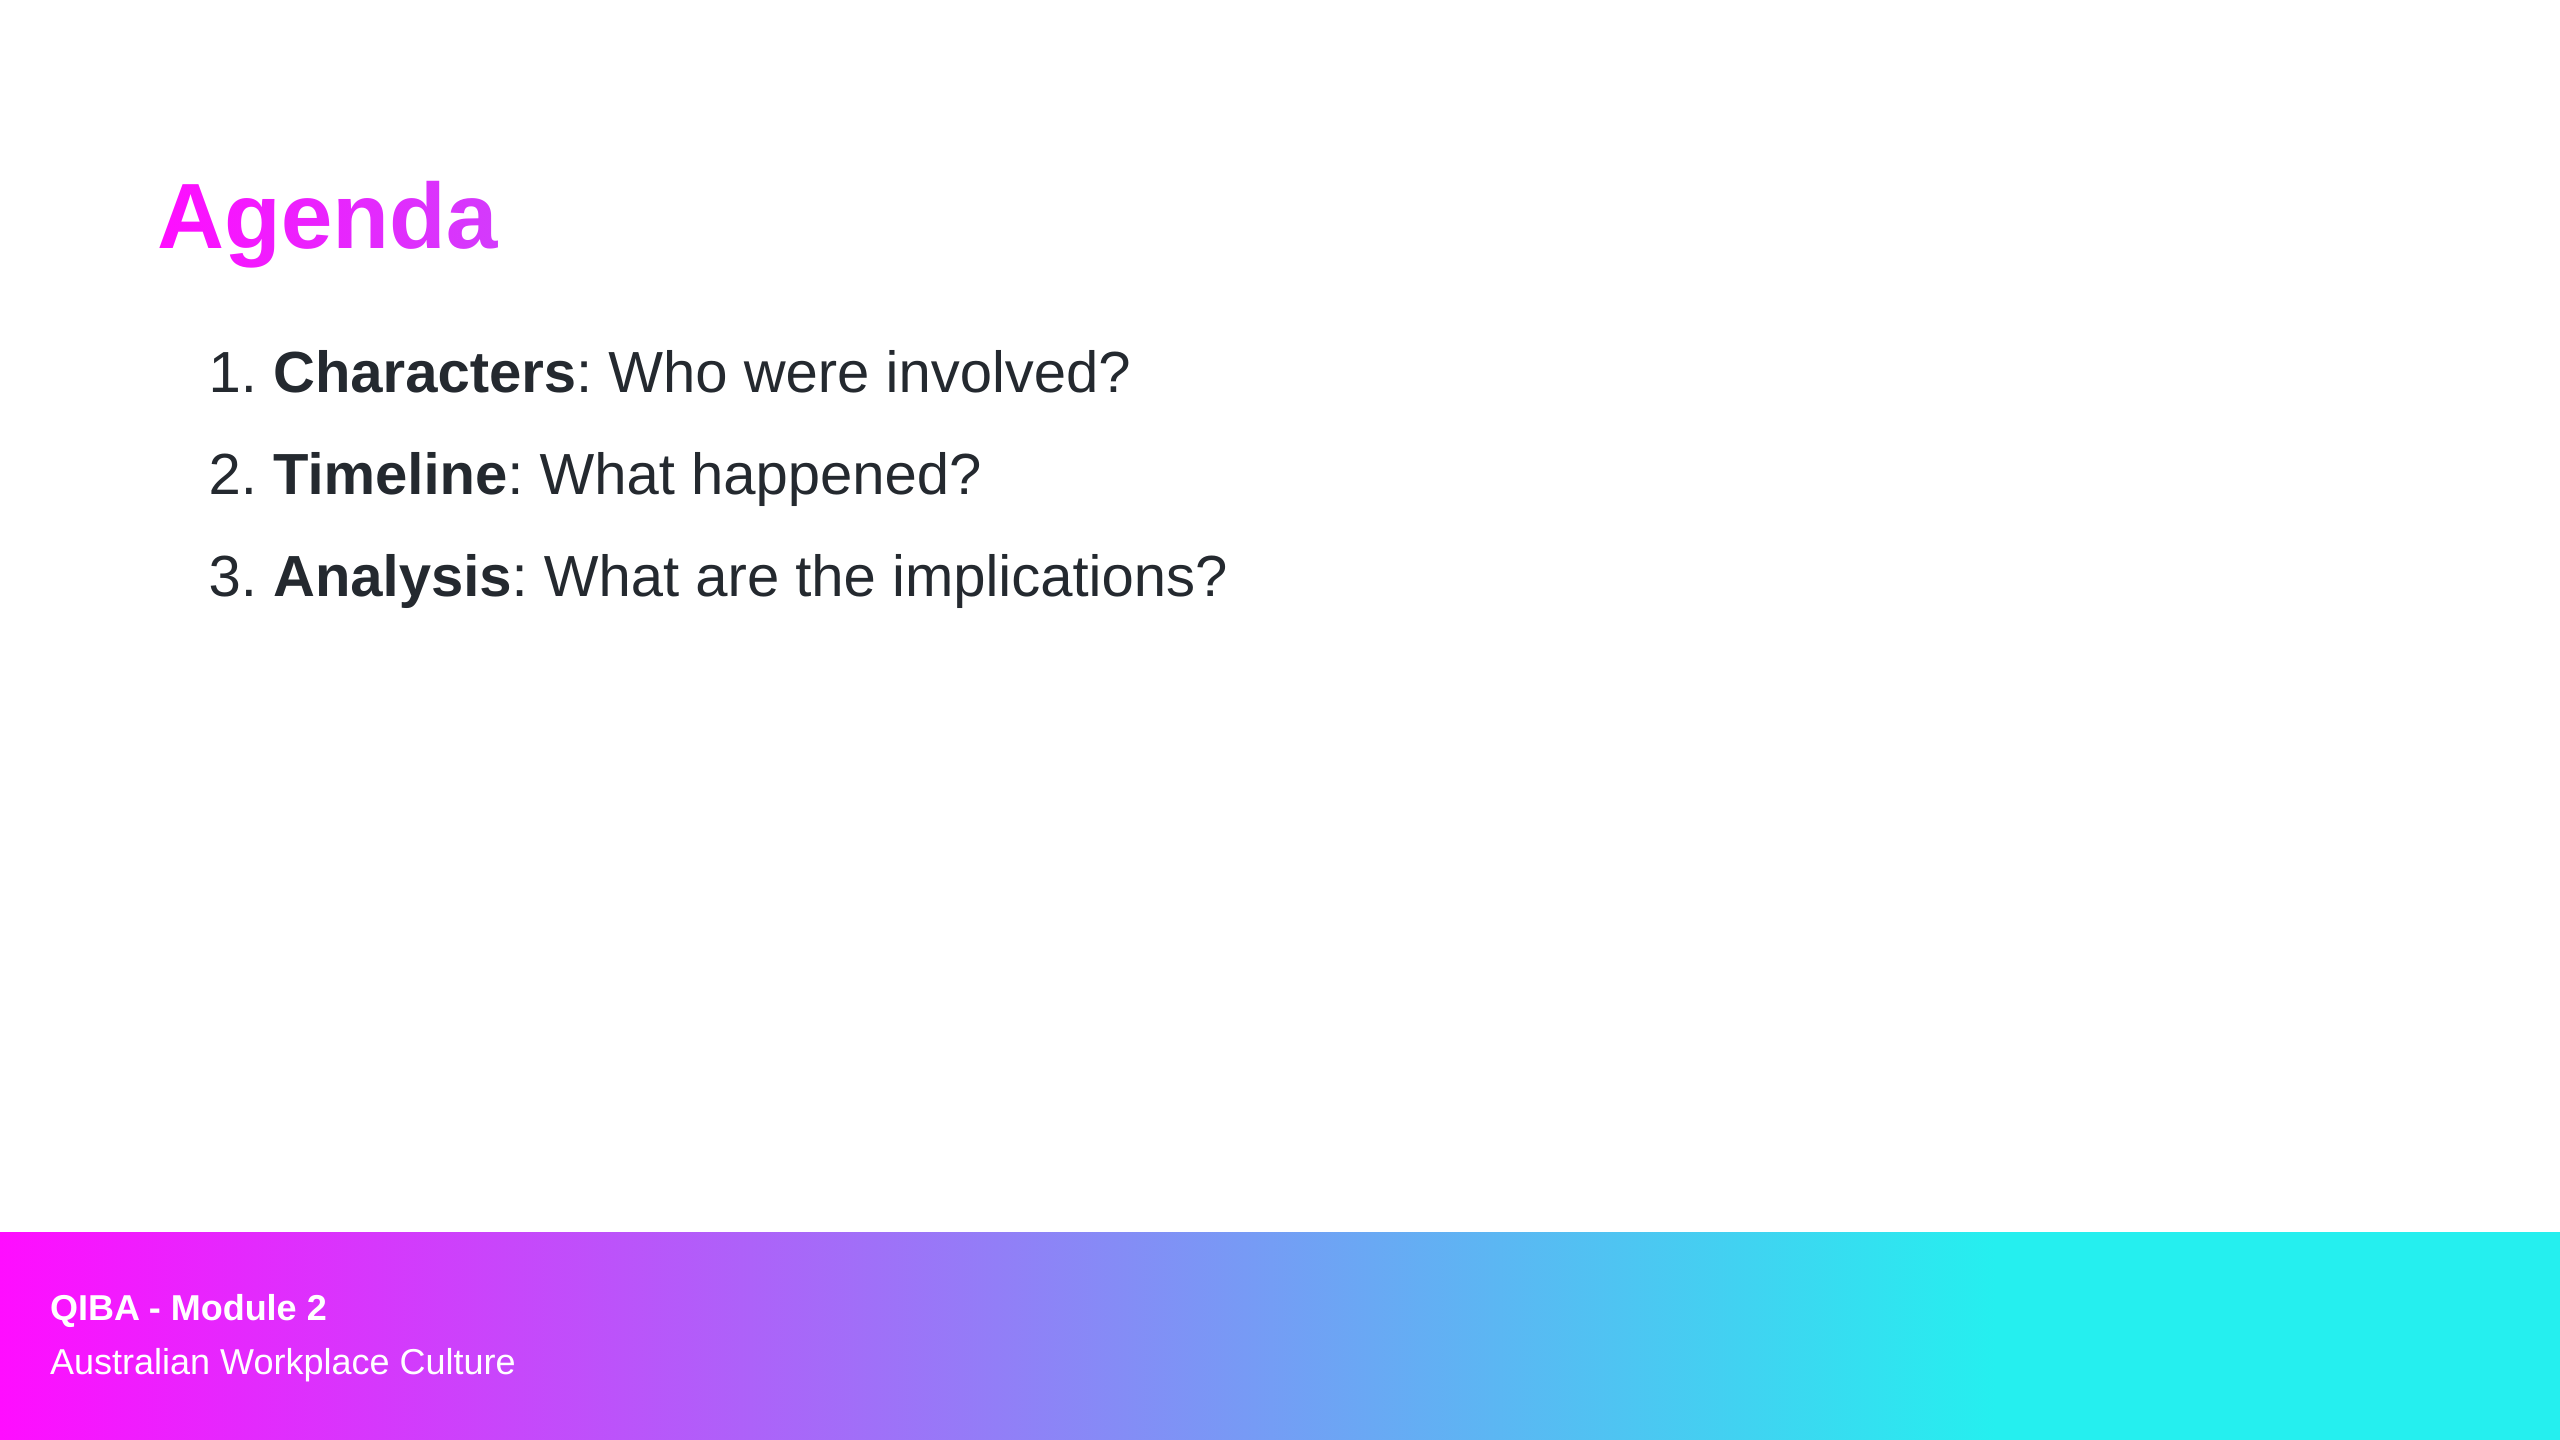 Agenda
1. Characters: Who were involved?
2. Timeline: What happened?
3. Analysis: What are the implications?
QIBA - Module 2
Australian Workplace Culture